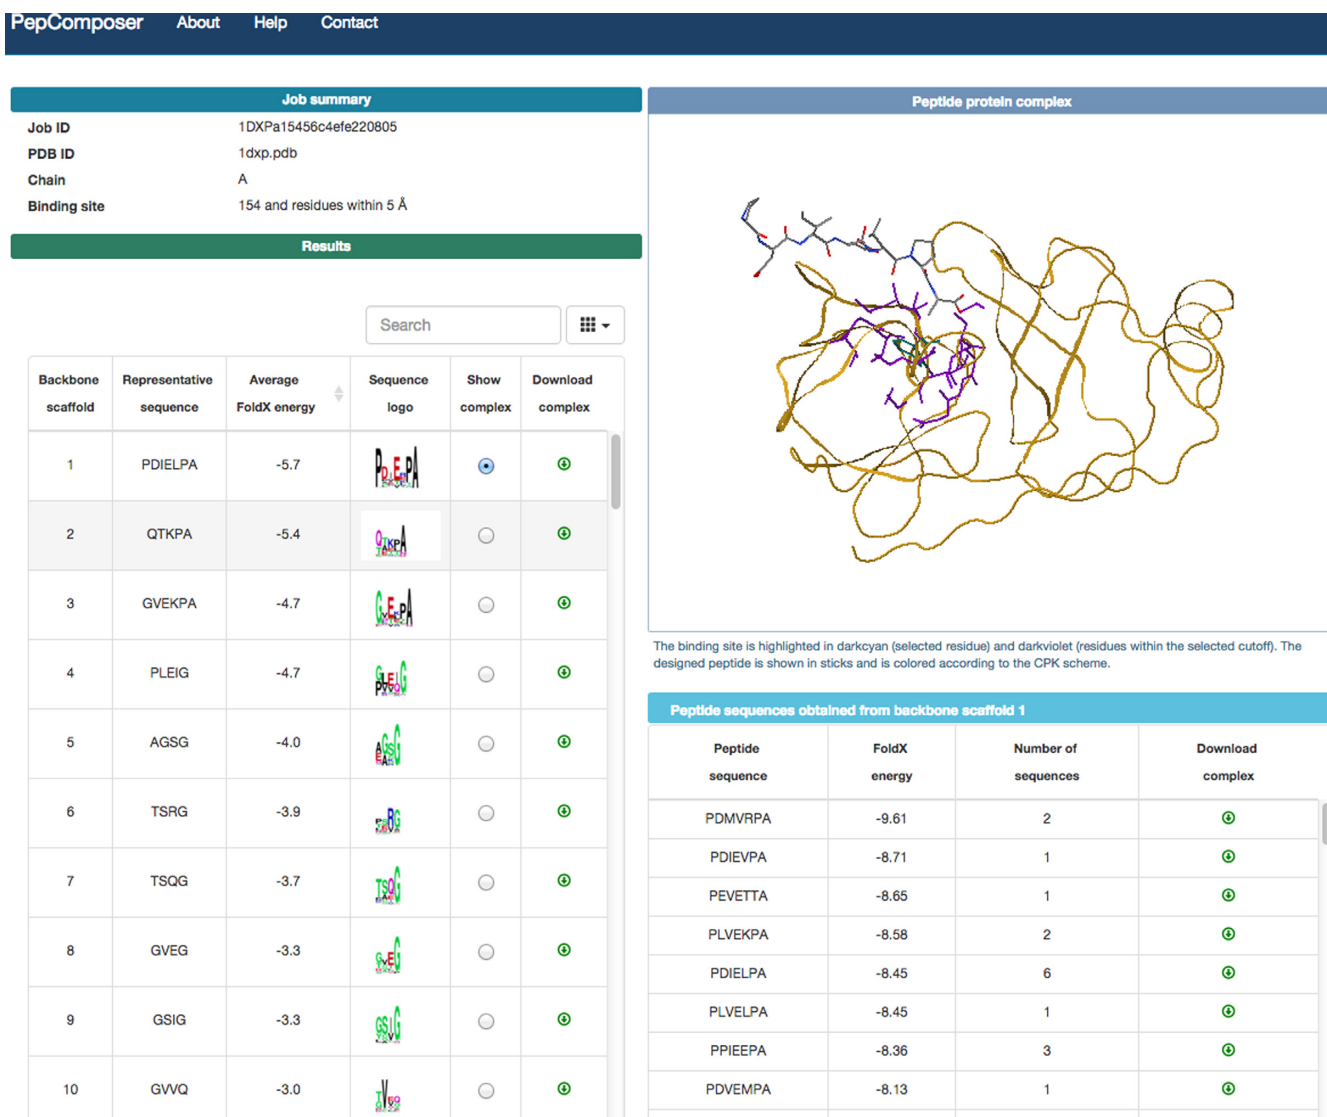 PepComposer About Help Contact
Job summary
Job ID 1DXPa15456c4efe220805
PDB ID 1dxp.pdb
Chain A
Binding site 154 and residues within 5 Å
Results
Search
Backbone scaffold Representative sequence Average FoldX energy Sequence logo Show complex Download complex
1 PDIELPA -5.7
2 QTKPA -5.4
3 GVEKPA -4.7
4 PLEIG -4.7
5 AGSG -4.0
6 TSRG -3.9
7 TSQG -3.7
8 GVEG -3.3
9 GSIG -3.3
10 GVVQ -3.0
Peptide protein complex
The binding site is highlighted in darkcyan (selected residue) and darkviolet (residues within the selected cutoff). The
designed peptide is shown in sticks and is colored according to the CPK scheme.
Peptide sequences obtained from backbone scaffold 1
Peptide sequence FoldX energy Number of sequences Download complex
PDMVRPA -9.61 2
PDIEVPA -8.71 1
PEVETTA -8.65 1
PLVEKPA -8.58 2
PDIELPA -8.45 6
PLVELPA -8.45 1
PPIEEPA -8.36 3
PDVEMPA -8.13 1